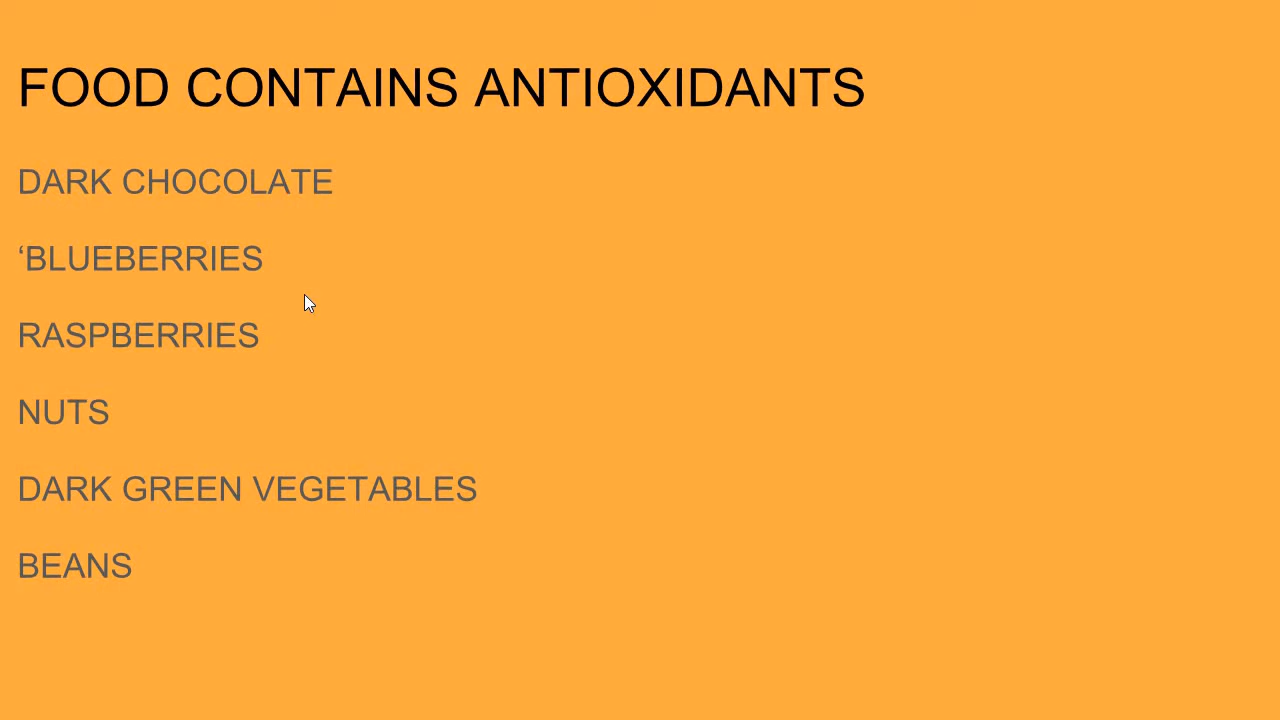 FOOD CONTAINS ANTIOXIDANTS
DARK CHOCOLATE
‘BLUEBERRIES
RASPBERRIES
NUTS
DARK GREEN VEGETABLES
BEANS